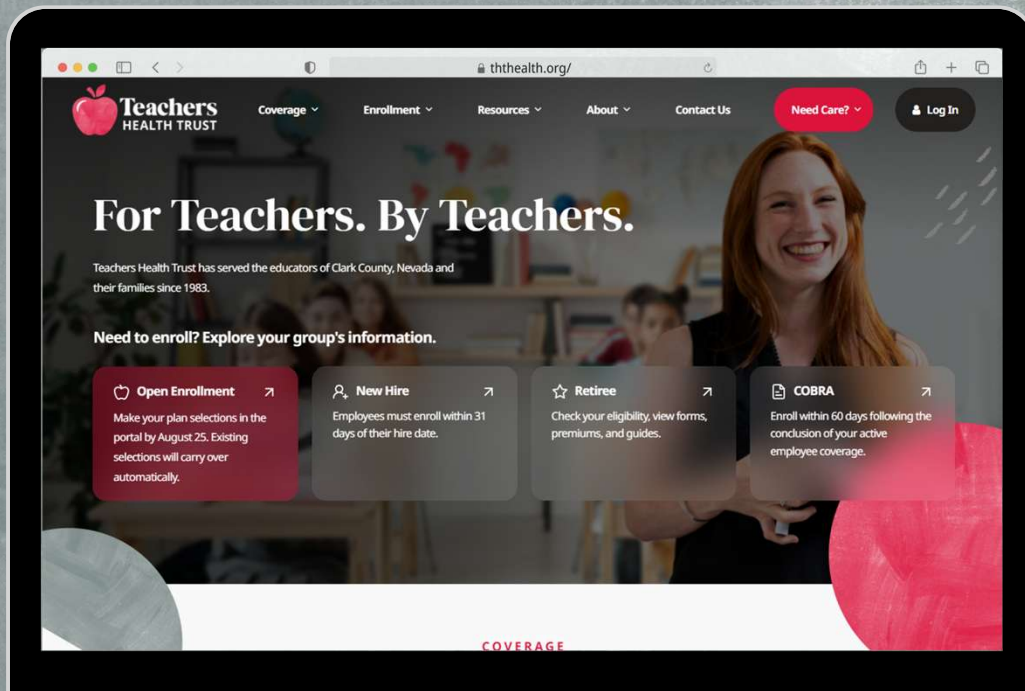 ththealth.org/
Teachers
HEALTH TRUST
Coverage
Enrollment
Resources
About
Contact Us
Need Care?
Log In
For Teachers. By Teachers.
Teachers Health Trust has served the educators of Clark County, Nevada and
their families since 1983.
Need to enroll? Explore your group's information.
Open Enrollment
Make your plan selections in the
portal by August 25. Existing
selections will carry over
automatically.
New Hire
Employees must enroll within 31
days of their hire date.
Retiree
Check your eligibility, view forms,
premiums, and guides.
COBRA
Enroll within 60 days following the
conclusion of your active
employee coverage.
COVERAGE